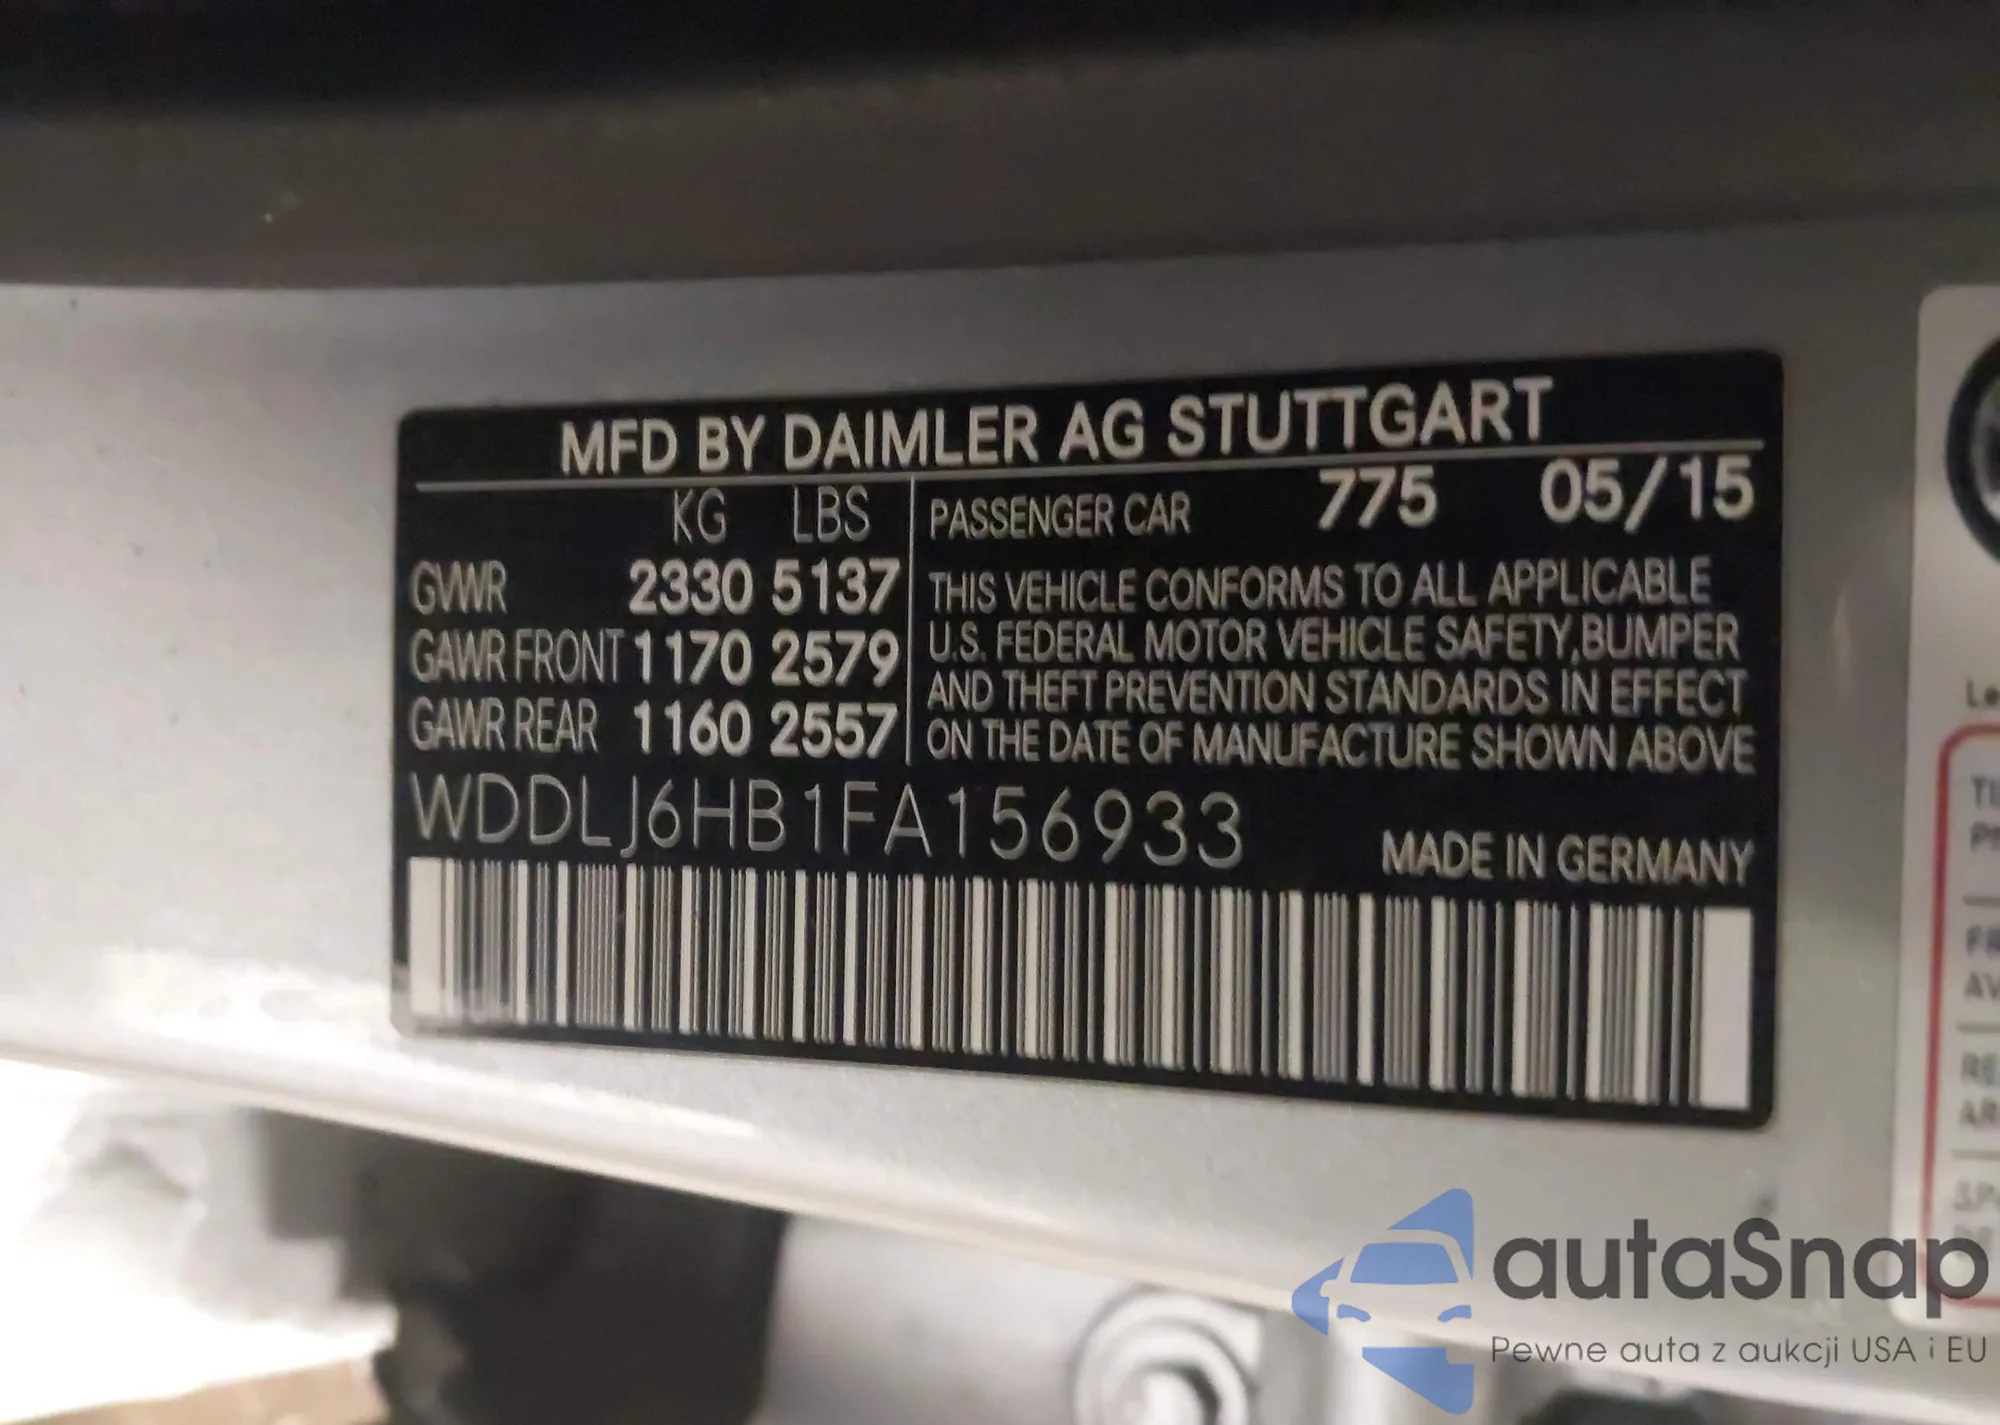 MFD BY DAIMLER AG STUTTGART
KG LBS
GVWR 2330 5137
GAWR FRONT 1170 2579
GAWR REAR 1160 2557
PASSENGER CAR 775 05/15
THIS VEHICLE CONFORMS TO ALL APPLICABLE
U.S. FEDERAL MOTOR VEHICLE SAFETY, BUMPER
AND THEFT PREVENTION STANDARDS IN EFFECT
ON THE DATE OF MANUFACTURE SHOWN ABOVE
WDDLJ6HB1FA156933
MADE IN GERMANY
autaSnap
Pewne auta z aukcji USA i EU